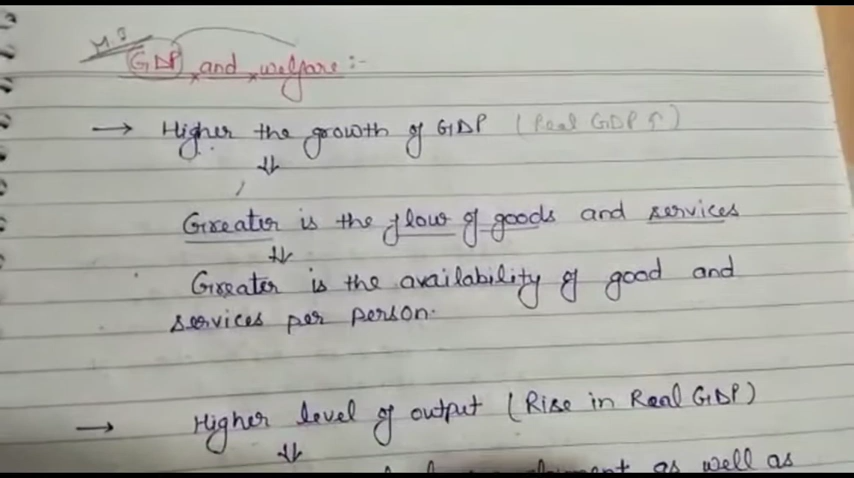 M.I
GDP and welfare:-
→ Higher the growth of GDP (Real GDP↑)
⇓
Greater is the flow of goods and services
⇓
Greater is the availability of good and
services per person.
→ Higher level of output (Rise in Real GDP)
⇓
as well as